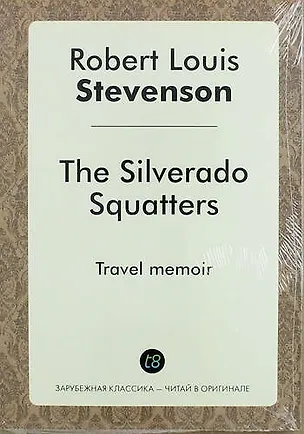 Robert Louis
Stevenson
The Silverado
Squatters
Travel memoir
t8
ЗАРУБЕЖНАЯ КЛАССИКА — ЧИТАЙ В ОРИГИНАЛЕ